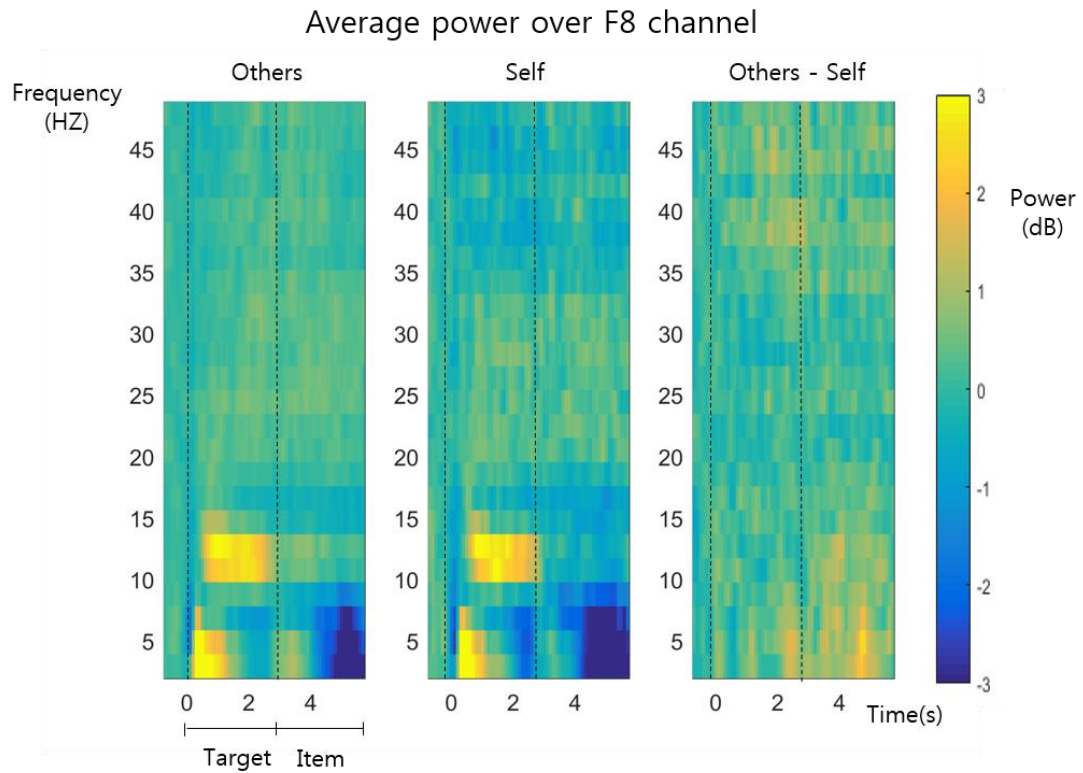 Average power over F8 channel
Others
Self
Others - Self
Frequency
(HZ)
45
40
35
30
25
20
15
10
5
0 2 4
45
40
35
30
25
20
15
10
5
0 2 4
45
40
35
30
25
20
15
10
5
0 2 4
Time(s)
3
2
1
0
-1
-2
-3
Power
(dB)
Target Item